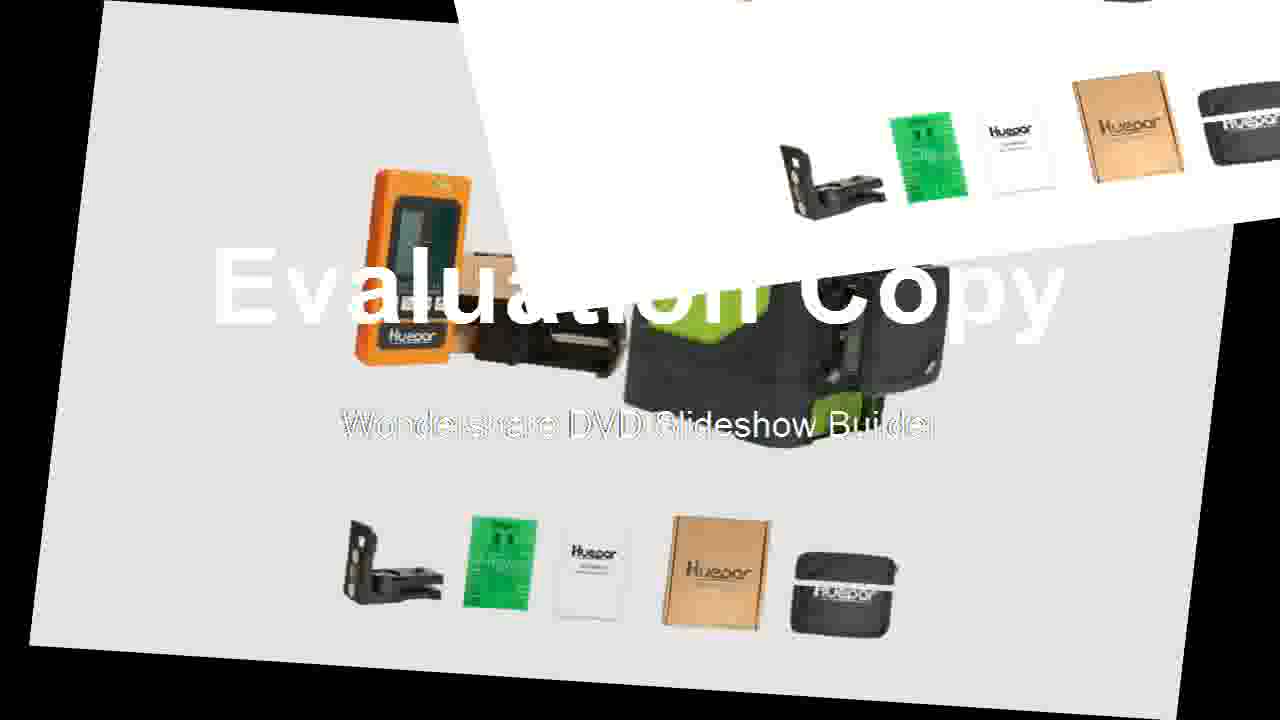 Huepar
Huepar
Huepar
Evaluation Copy
Huepar
Wondershare DVD Slideshow Builder
Huepar
Huepar
Huepar